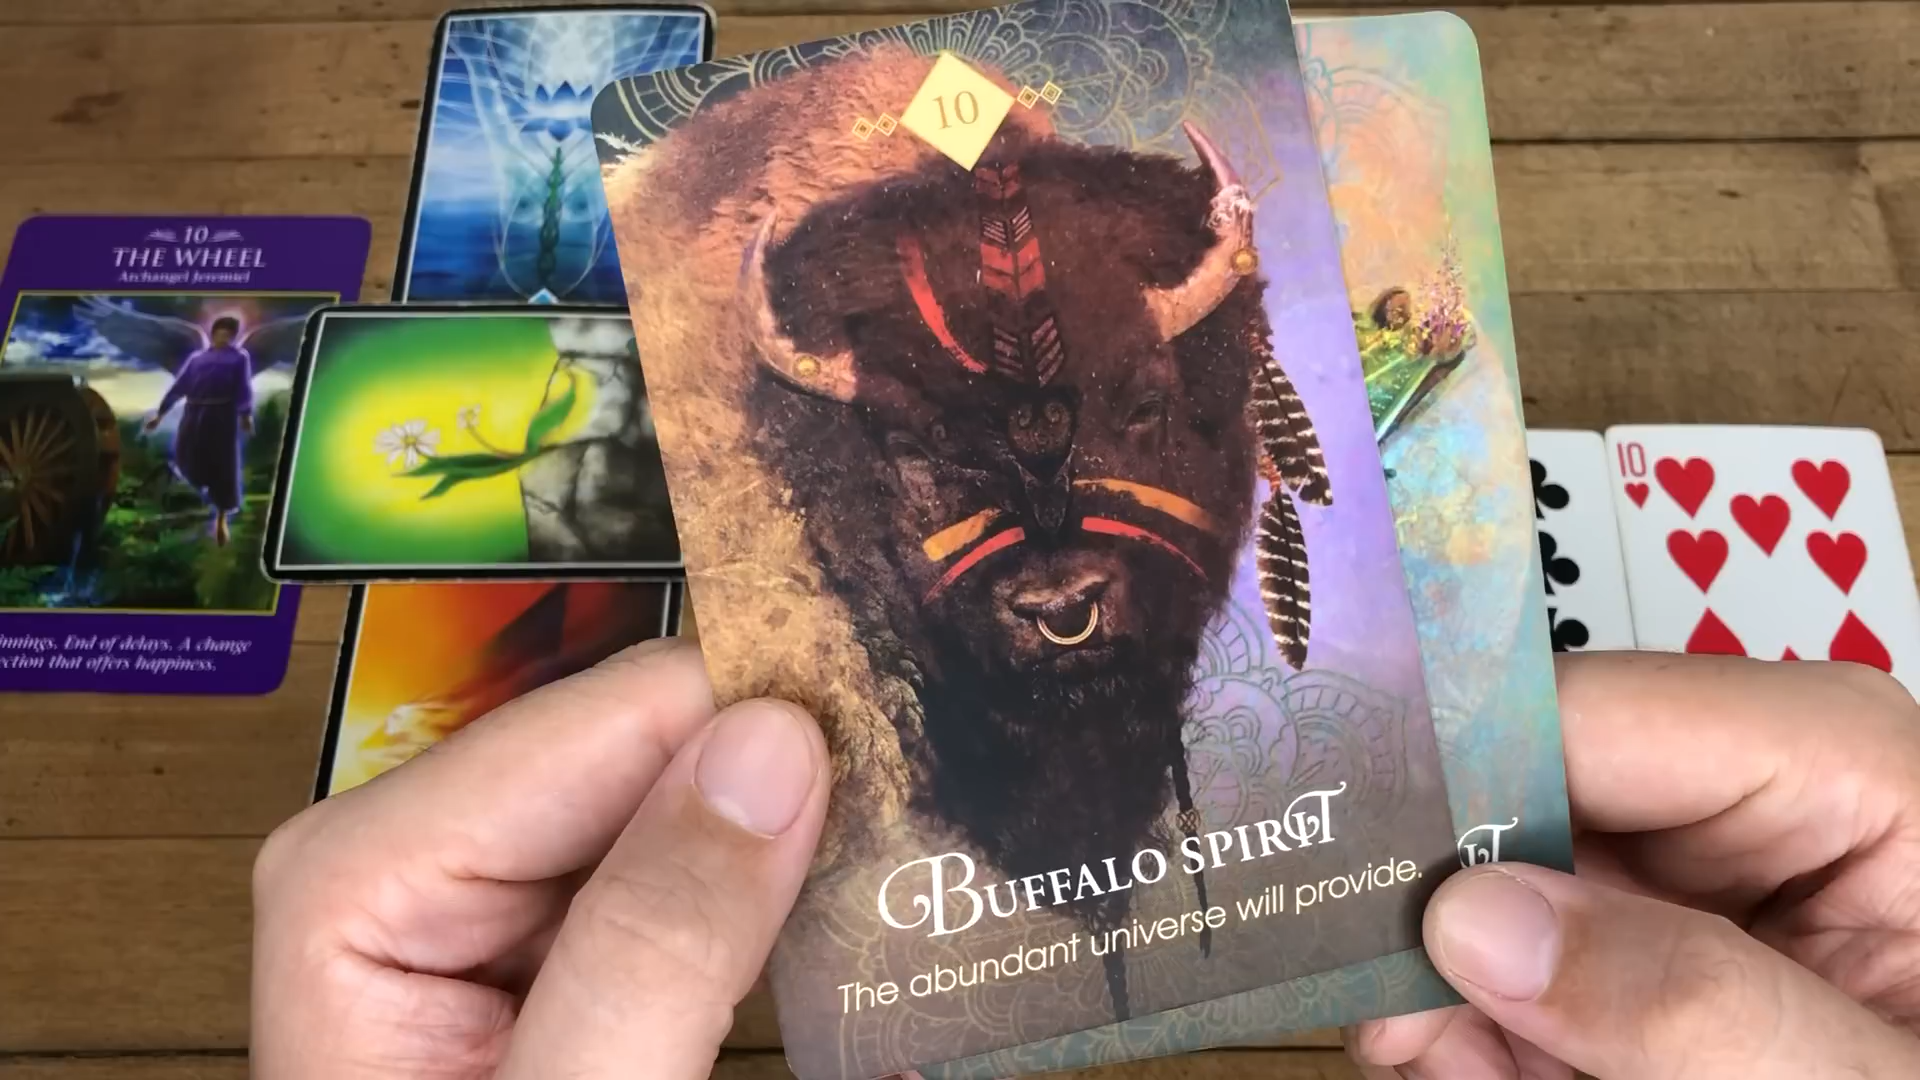 10
THE WHEEL
Archangel Jeremiel
innings. End of delays. A change
ection that offers happiness.
10
BUFFALO SPIRIT
The abundant universe will provide.
IT
10